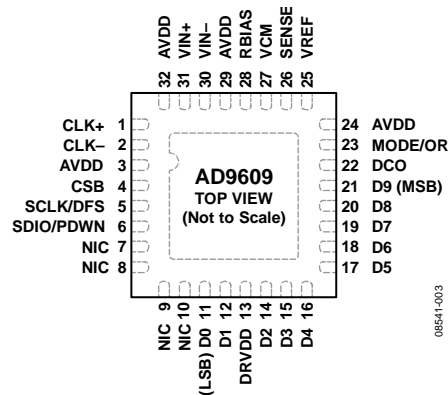 AVDD
VIN+
VIN–
AVDD
RBIAS
VCM
SENSE
VREF
32
31
30
29
28
27
26
25
CLK+ 1
CLK– 2
AVDD 3
CSB 4
SCLK/DFS 5
SDIO/PDWN 6
NIC 7
NIC 8
AD9609
TOP VIEW
(Not to Scale)
24 AVDD
23 MODE/OR
22 DCO
21 D9 (MSB)
20 D8
19 D7
18 D6
17 D5
NIC 9
NIC 10
(LSB) D0 11
D1 12
DRVDD 13
D2 14
D3 15
D4 16
08541-003